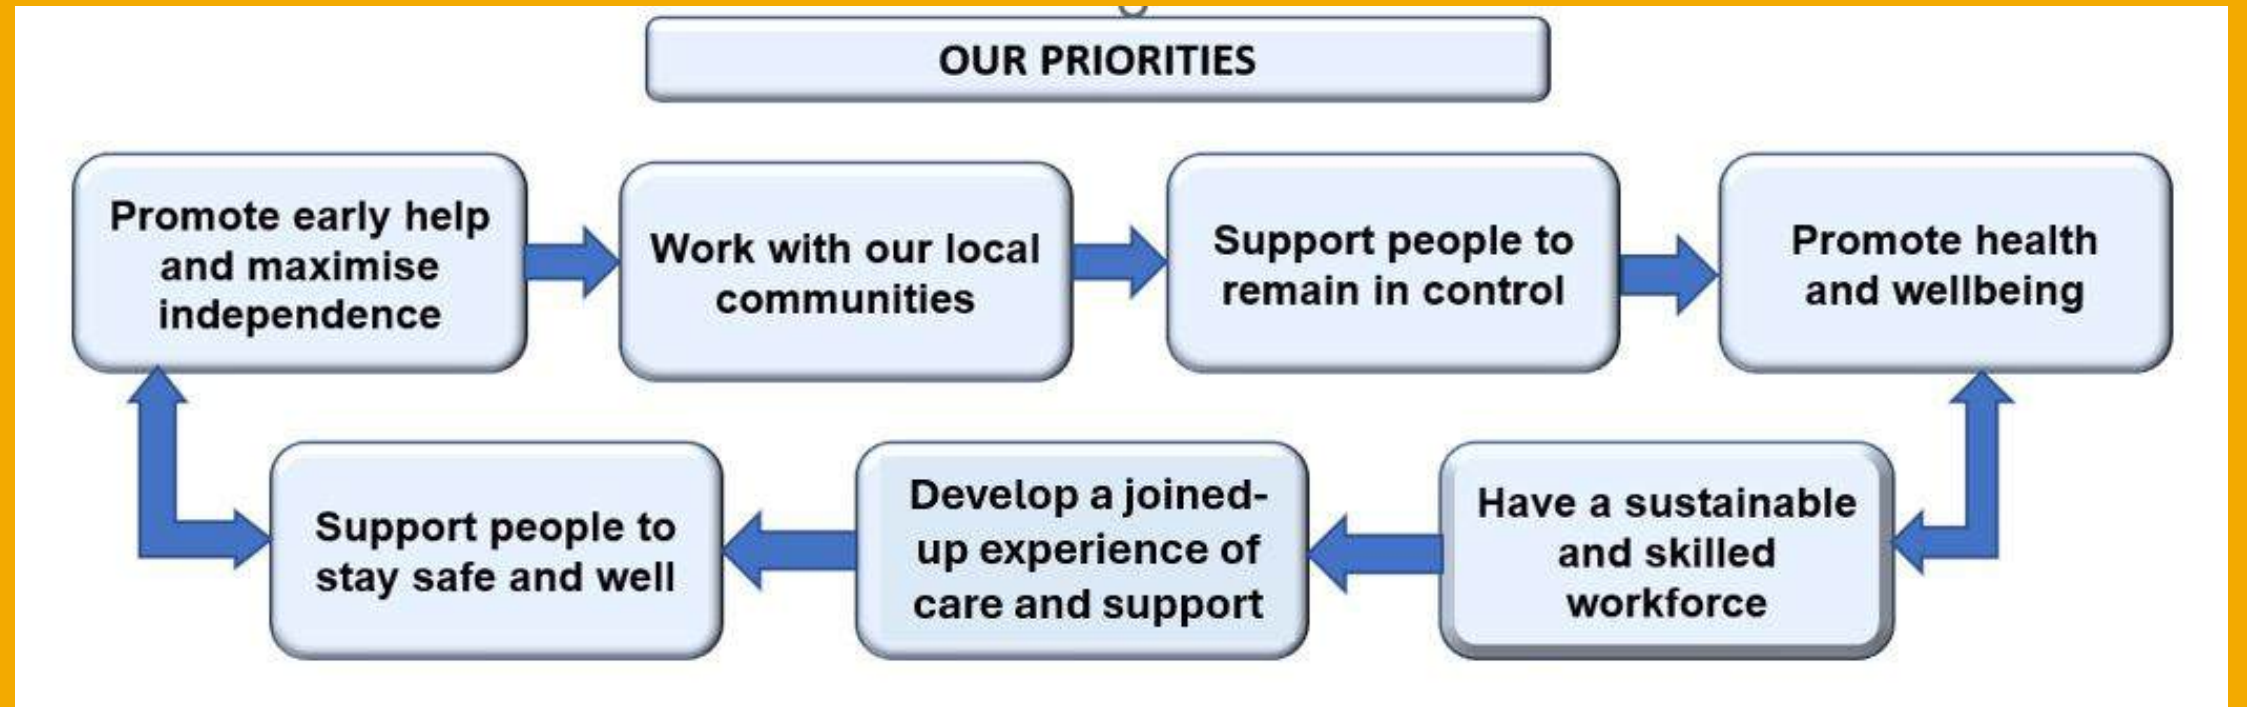 OUR PRIORITIES
Promote early help
and maximise
independence
Work with our local
communities
Support people to
remain in control
Promote health
and wellbeing
Support people to
stay safe and well
Develop a joined-
up experience of
care and support
Have a sustainable
and skilled
workforce